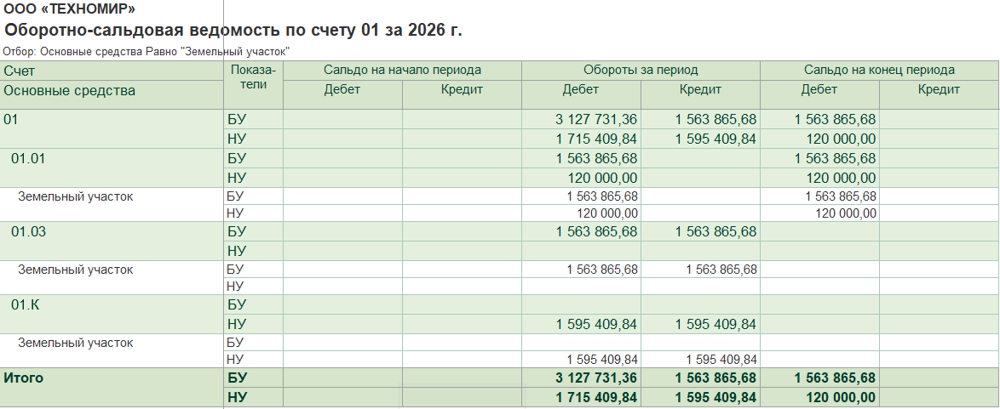 ООО «ТЕХНОМИР»
Оборотно-сальдовая ведомость по счету 01 за 2026 г.
Отбор: Основные средства Равно "Земельный участок"
Счет Показа- Сальдо на начало периода Обороты за период Сальдо на конец периода
Основные средства тели Дебет Кредит Дебет Кредит Дебет Кредит
01 БУ 3 127 731,36 1 563 865,68 1 563 865,68
НУ 1 715 409,84 1 595 409,84 120 000,00
01.01 БУ 1 563 865,68 1 563 865,68
НУ 120 000,00 120 000,00
Земельный участок БУ 1 563 865,68 1 563 865,68
НУ 120 000,00 120 000,00
01.03 БУ 1 563 865,68 1 563 865,68
НУ
Земельный участок БУ 1 563 865,68 1 563 865,68
НУ
01.К БУ
НУ 1 595 409,84 1 595 409,84
Земельный участок БУ
НУ 1 595 409,84 1 595 409,84
Итого БУ 3 127 731,36 1 563 865,68 1 563 865,68
НУ 1 715 409,84 1 595 409,84 120 000,00